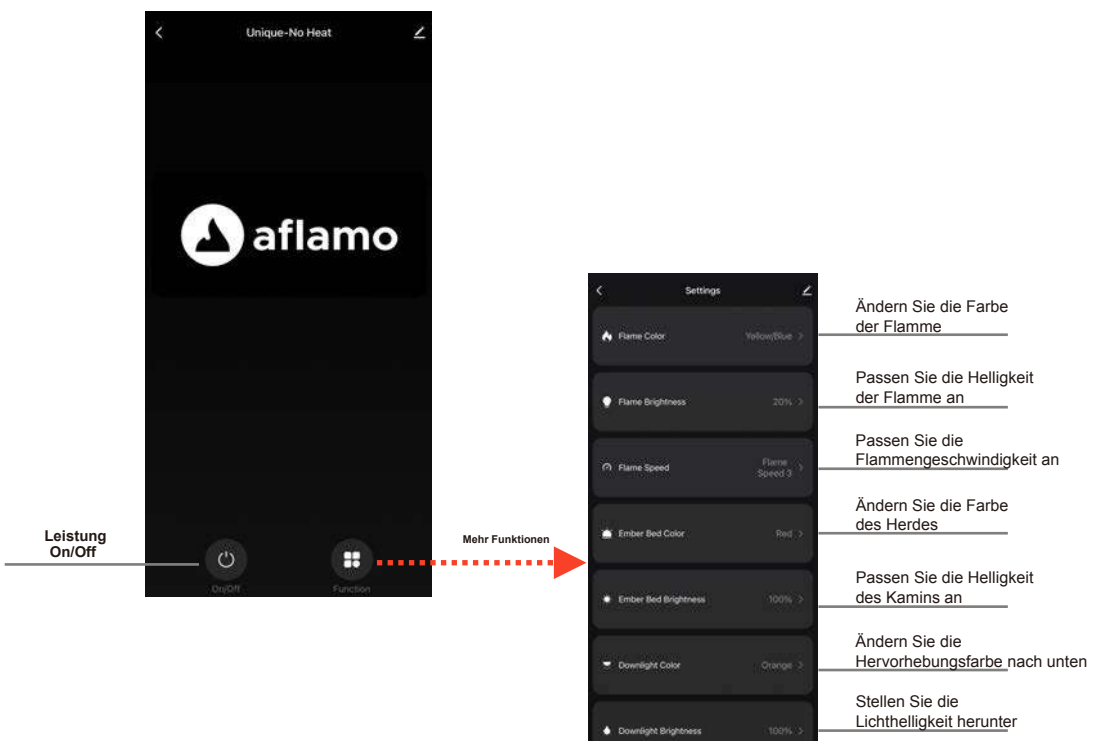 Unique-No Heat
aflamo
On/Off
Function
Leistung
On/Off
Mehr Funktionen
Settings
Flame Color
Yellow/Blue
Flame Brightness
20%
Flame Speed
Flame
Speed 3
Ember Bed Color
Red
Ember Bed Brightness
100%
Downlight Color
Orange
Downlight Brightness
100%
Ändern Sie die Farbe
der Flamme
Passen Sie die Helligkeit
der Flamme an
Passen Sie die
Flammengeschwindigkeit an
Ändern Sie die Farbe
des Herdes
Passen Sie die Helligkeit
des Kamins an
Ändern Sie die
Hervorhebungsfarbe nach unten
Stellen Sie die
Lichthelligkeit herunter